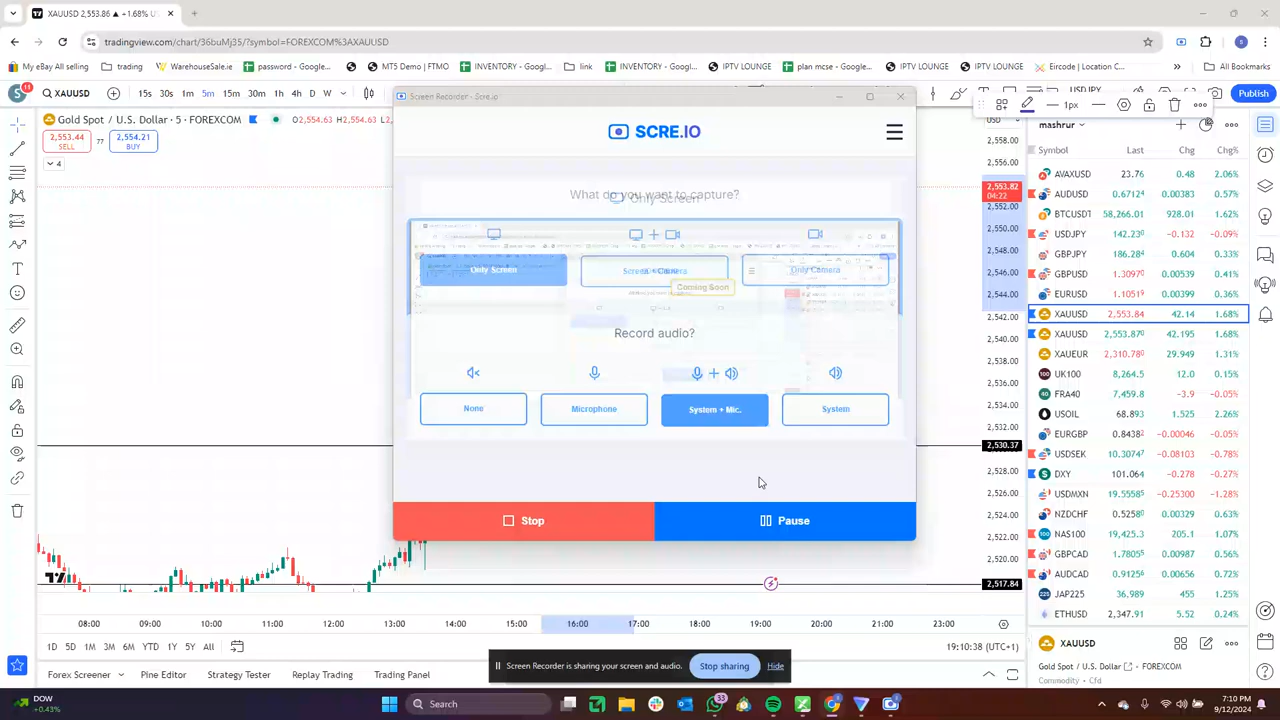 XAUUSD 2,553.86 ▲ +1.68%
tradingview.com/chart/36buMj35/?symbol=FOREXCOM%3AXAUUSD
My eBay All selling
trading
WarehouseSale.ie
password - Google...
MT5 Demo | FTMO
INVENTORY - Googl...
link
INVENTORY - Googl...
IPTV LOUNGE
plan mcse - Googl...
IPTV LOUNGE
IPTV LOUNGE
Eircode | Location C...
All Bookmarks
S 11
XAUUSD
15s 30s 1m 5m 15m 30m 1h 4h D W
Publish
Screen Recorder - Scre.io
1px
Gold Spot / U.S. Dollar · 5 · FOREXCOM
2,553.44
SELL
77
2,554.21
BUY
4
SCRE.IO
What do you want to capture?
Only Screen
Only Screen
Only Camera
Coming Soon
Record audio?
None
Microphone
System + Mic.
System
Stop
Pause
USD
2,558.00
2,556.00
2,553.82
04:22
2,552.00
2,550.00
2,548.00
2,546.00
2,544.00
2,542.00
2,540.00
2,538.00
2,536.00
2,534.00
2,532.00
2,530.37
2,528.00
2,526.00
2,524.00
2,522.00
2,520.00
2,517.84
mashrur
Symbol Last Chg Chg%
AVAXUSD 23.76 0.48 2.06%
AUDUSD 0.67124 0.00383 0.57%
BTCUSDT 58,266.01 928.01 1.62%
USDJPY 142.230 −0.132 −0.09%
GBPJPY 186.28 0.604 0.33%
GBPUSD 1.3097 0.00539 0.41%
EURUSD 1.1051 0.00399 0.36%
XAUUSD 2,553.84 42.14 1.68%
XAUUSD 2,553.870 42.195 1.68%
XAUEUR 2,310.780 29.949 1.31%
UK100 8,264.5 12.0 0.15%
FRA40 7,459.8 −3.9 −0.05%
USOIL 68.893 1.525 2.26%
EURGBP 0.8438 −0.00046 −0.05%
USDSEK 10.3074 −0.08103 −0.78%
DXY 101.064 −0.278 −0.27%
USDMXN 19.5558 −0.25300 −1.28%
NZDCHF 0.5258 0.00329 0.63%
NAS100 19,425.3 205.1 1.07%
GBPCAD 1.7805 0.00987 0.56%
AUDCAD 0.9125 0.00656 0.72%
JAP225 36,989 455 1.25%
ETHUSD 2,347.91 5.52 0.24%
08:00 09:00 10:00 11:00 12:00 13:00 14:00 15:00 16:00 17:00 18:00 19:00 20:00 21:00 22:00 23:00
1D 5D 1M 3M 6M YTD 1Y 5Y All
19:10:38 (UTC+1)
XAUUSD
Gold Spot / U.S. Dollar · FOREXCOM
Commodity · Cfd
Screen Recorder is sharing your screen and audio.
Stop sharing
Hide
Forex Screener
Pine Editor
Strategy Tester
Replay Trading
Trading Panel
DOW
+0.43%
Search
33
7:10 PM
9/12/2024